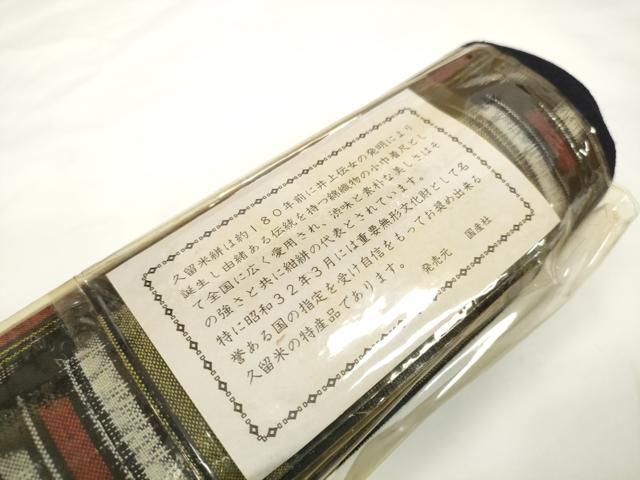 久留米絣は約180年前に井上伝女の発明により
誕生し由緒ある伝統を持つ綿織物の小巾着尺とし
て全国に広く愛用され、渋味と素朴な美しさはそ
の強さと共に紺絣の代表とされています。
特に昭和32年3月には重要無形文化財として名
誉ある国の指定を受け自信をもってお奨め出来る
久留米の特産品であります。
発売元 国産社